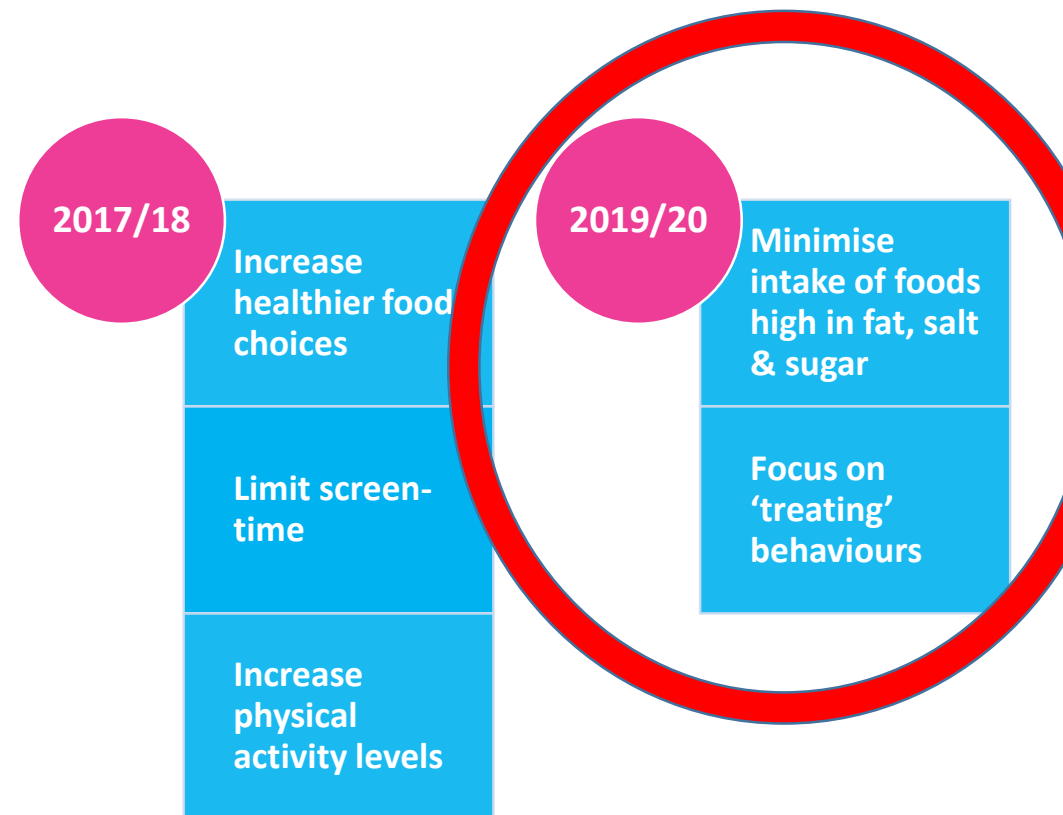 2017/18
Increase
healthier food
choices
Limit screen-
time
Increase
physical
activity levels
2019/20
Minimise
intake of foods
high in fat, salt
& sugar
Focus on
‘treating’
behaviours